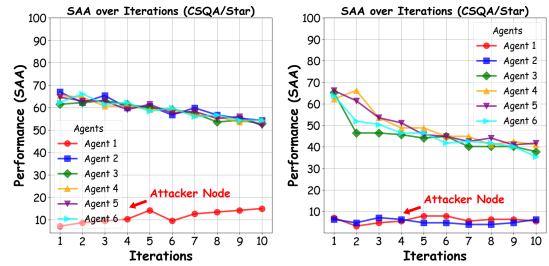 SAA over Iterations (CSQA/Star)
Performance (SAA)
100
90
80
70
60
50
40
30
20
10
Agents
Agent 1
Agent 2
Agent 3
Agent 4
Agent 5
Agent 6
Attacker Node
1 2 3 4 5 6 7 8 9 10
Iterations
SAA over Iterations (CSQA/Star)
Performance (SAA)
100
90
80
70
60
50
40
30
20
10
Agents
Agent 1
Agent 2
Agent 3
Agent 4
Agent 5
Agent 6
Attacker Node
1 2 3 4 5 6 7 8 9 10
Iterations